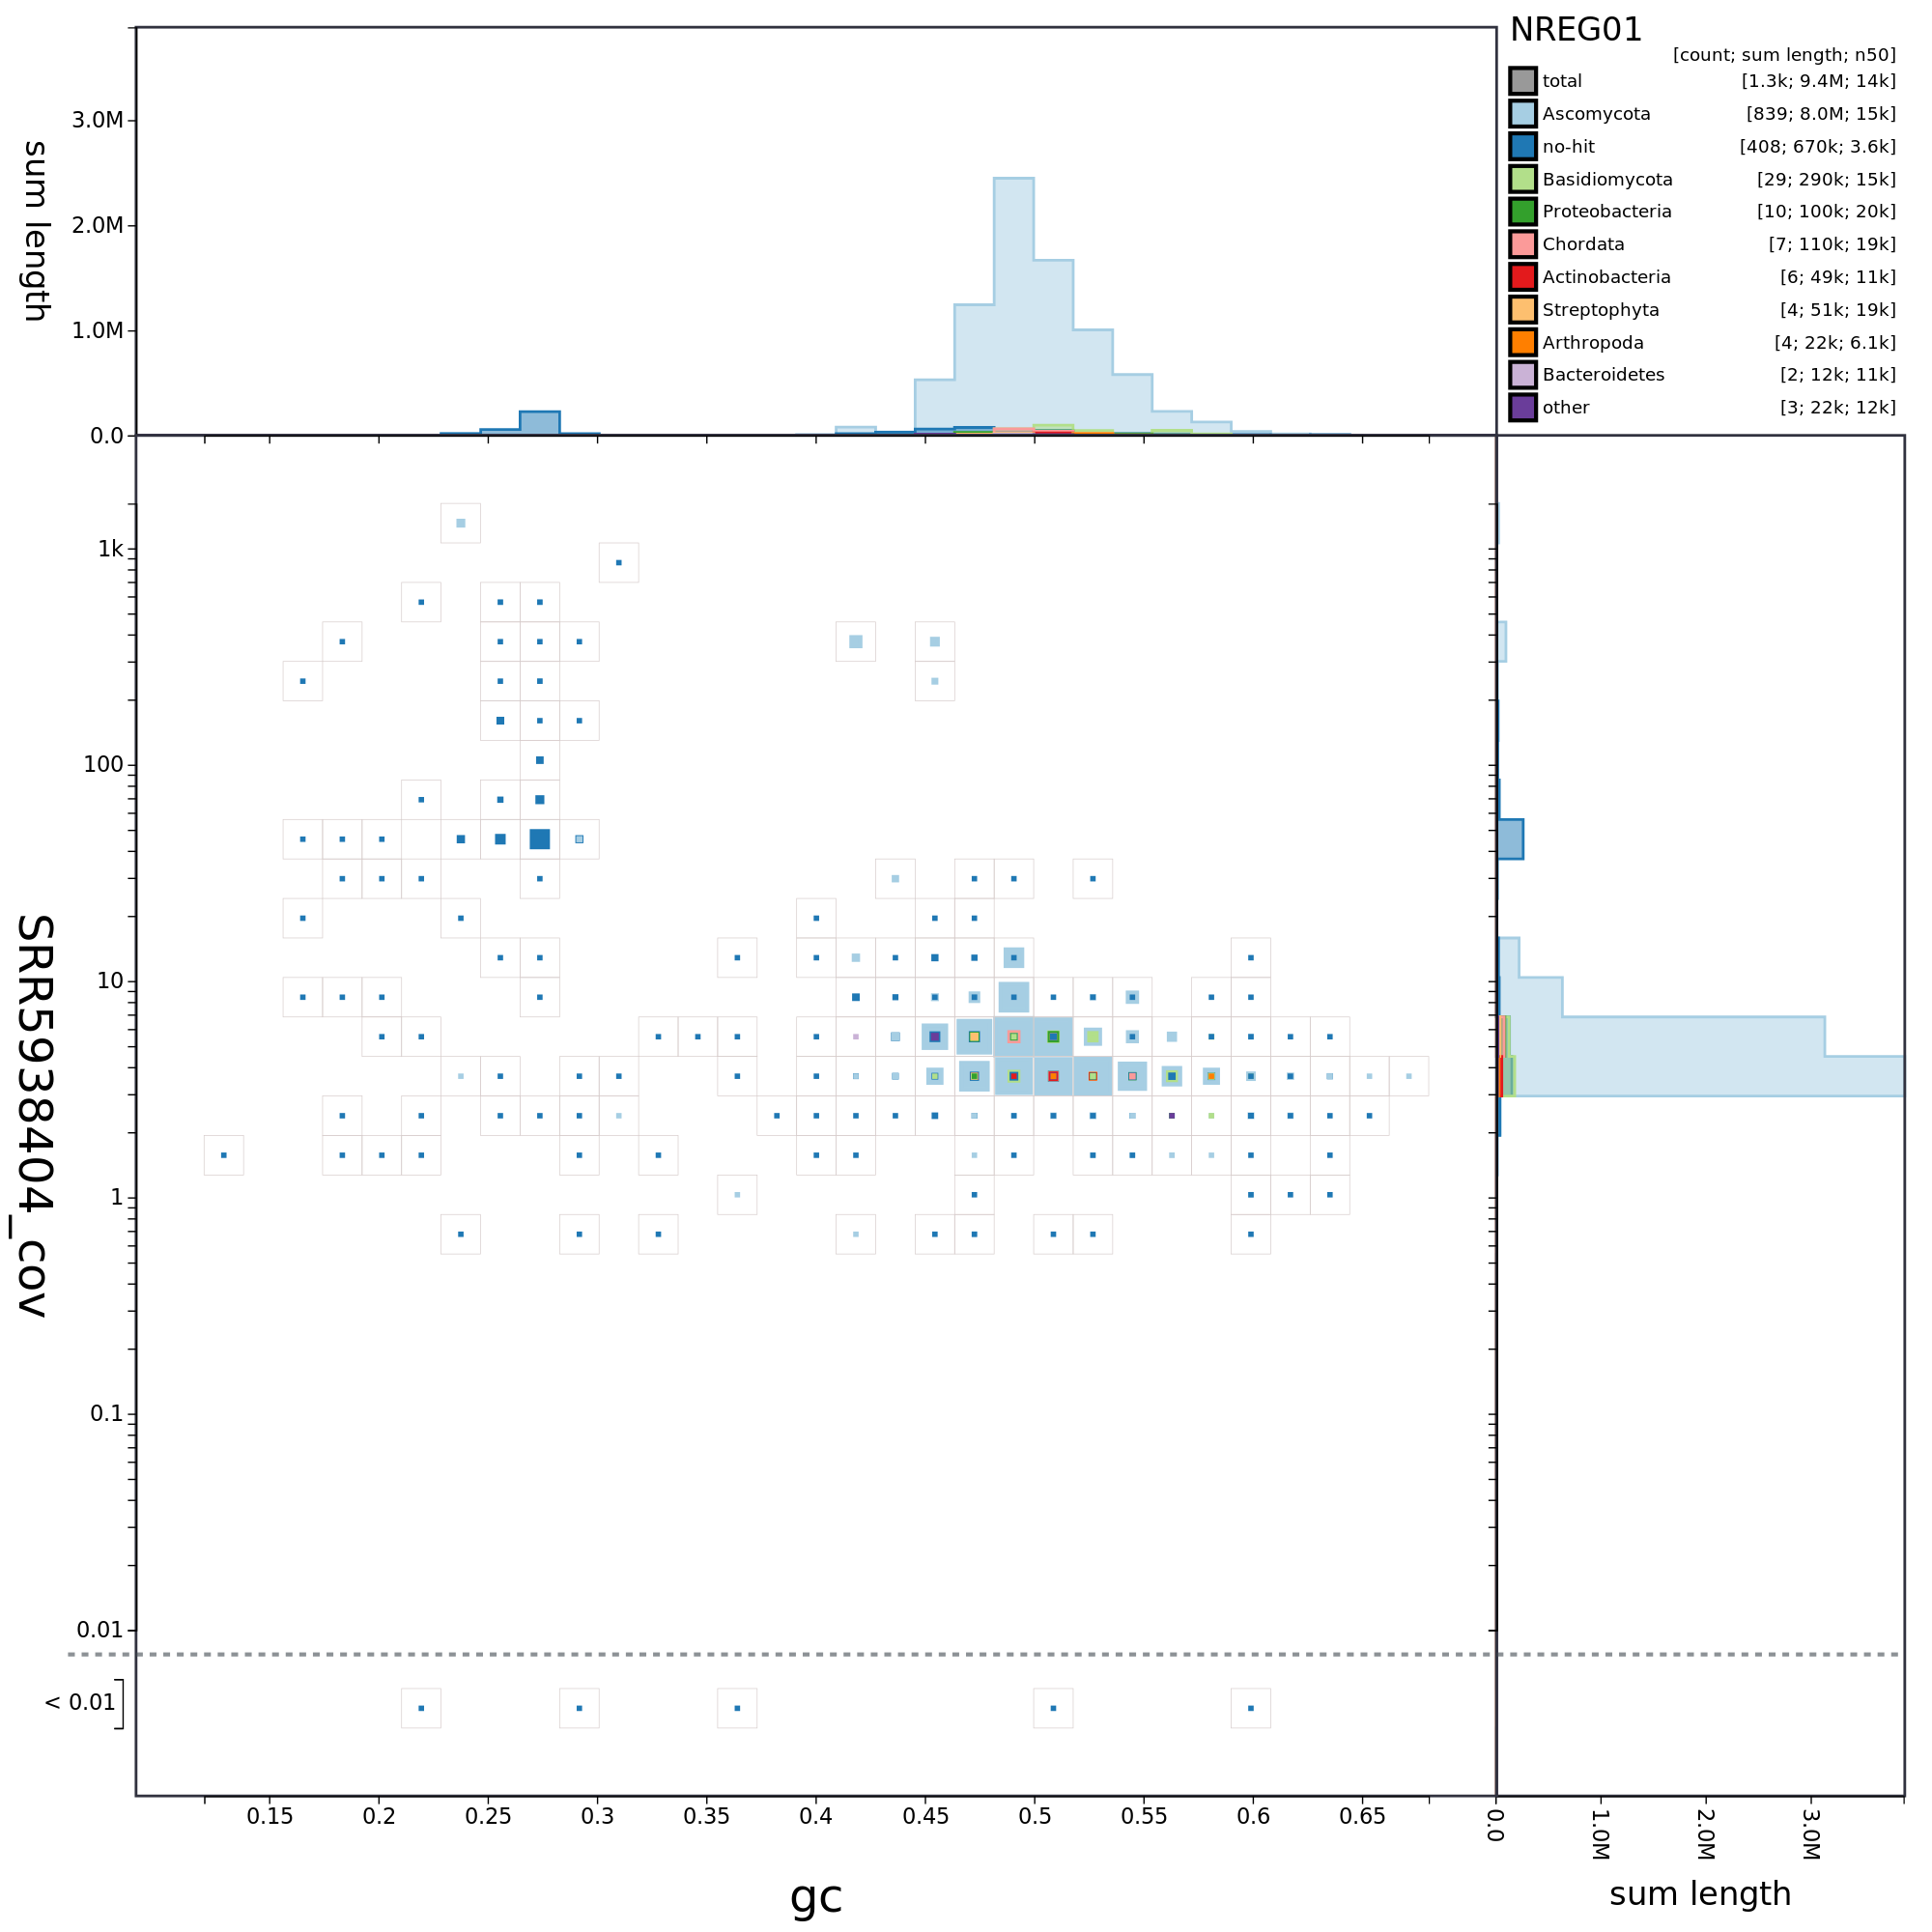 NREG01
[count; sum length; n50]
total [1.3k; 9.4M; 14k]
Ascomycota [839; 8.0M; 15k]
no-hit [408; 670k; 3.6k]
Basidiomycota [29; 290k; 15k]
Proteobacteria [10; 100k; 20k]
Chordata [7; 110k; 19k]
Actinobacteria [6; 49k; 11k]
Streptophyta [4; 51k; 19k]
Arthropoda [4; 22k; 6.1k]
Bacteroidetes [2; 12k; 11k]
other [3; 22k; 12k]
sum length
3.0M
2.0M
1.0M
0.0
SRR5938404_cov
1k
100
10
1
0.1
0.01
< 0.01
0.15 0.2 0.25 0.3 0.35 0.4 0.45 0.5 0.55 0.6 0.65
gc
0.0 1.0M 2.0M 3.0M
sum length